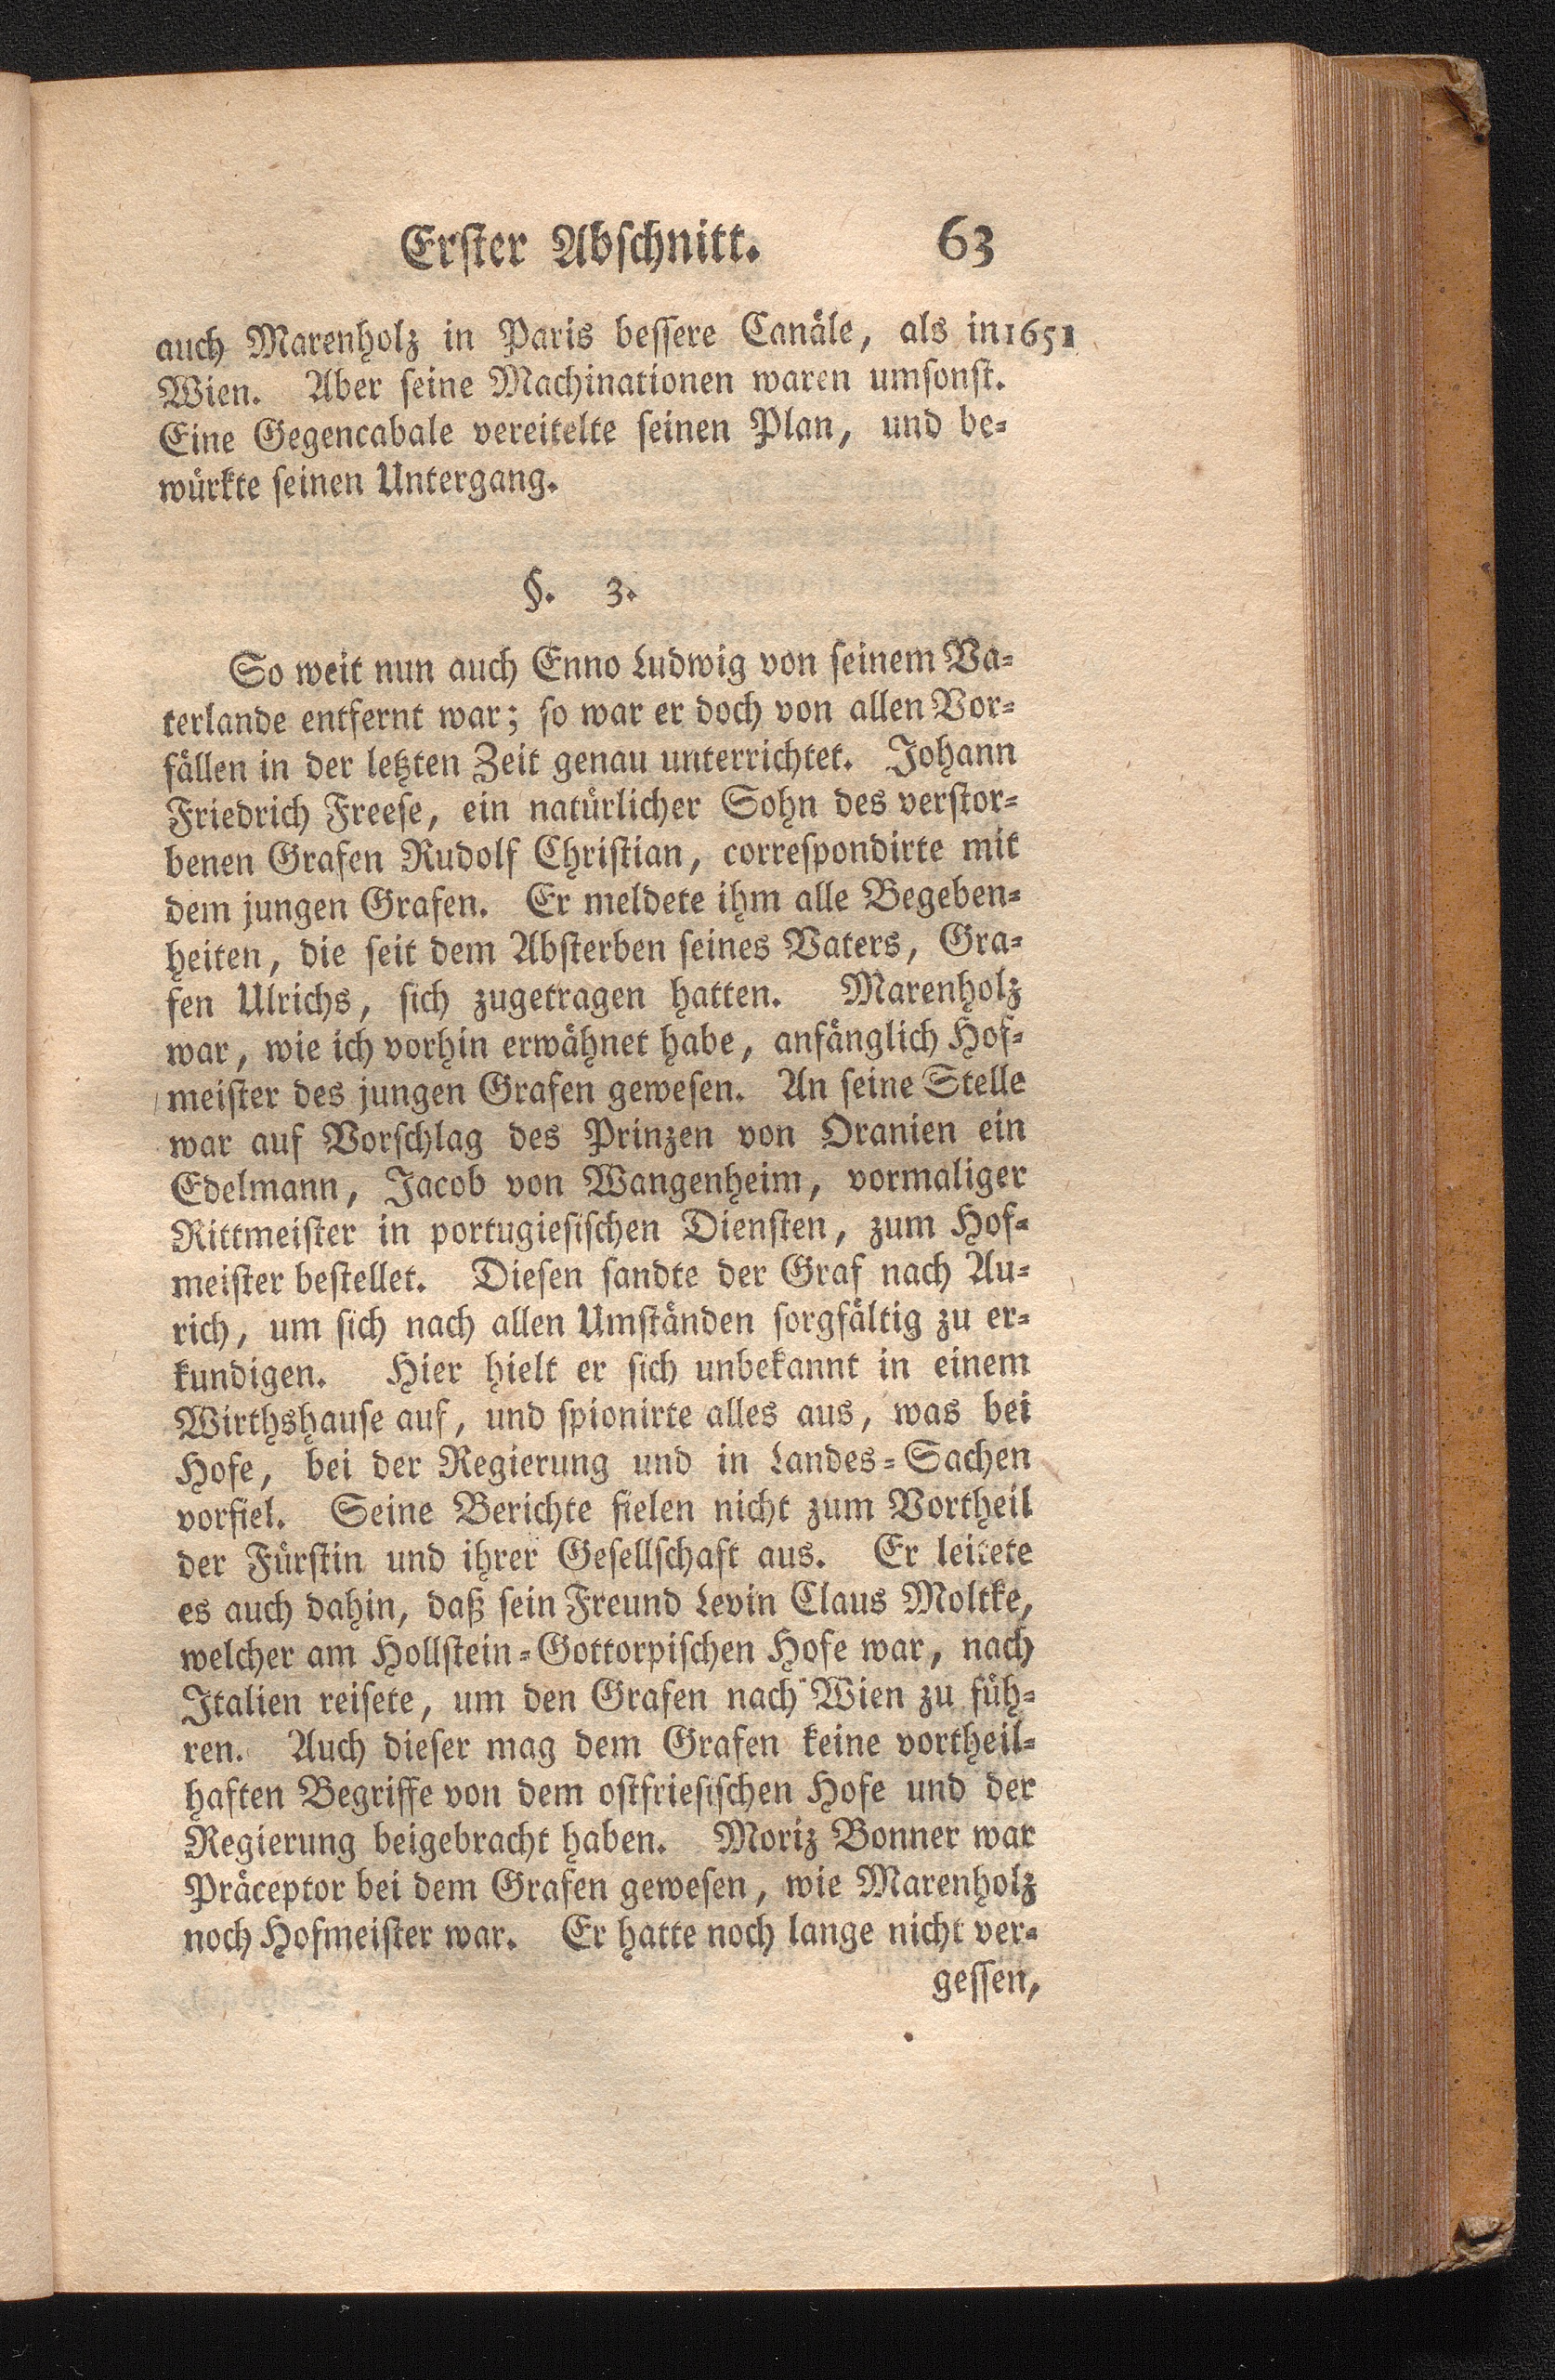 Erster Abschnitt. 63
auch Marenholz in Paris bessere Canäle, als in 1651
Wien. Aber seine Machinationen waren umsonst.
Eine Gegencabale vereitelte seinen Plan, und be-
würkte seinen Untergang.
§. 3.
So weit nun auch Enno Ludwig von seinem Va-
terlande entfernt war; so war er doch von allen Vor-
fällen in der letzten Zeit genau unterrichtet. Johann
Friedrich Freese, ein natürlicher Sohn des verstor-
benen Grafen Rudolf Christian, correspondirte mit
dem jungen Grafen. Er meldete ihm alle Begeben-
heiten, die seit dem Absterben seines Vaters, Gra-
fen Ulrichs, sich zugetragen hatten. Marenholz
war, wie ich vorhin erwähnet habe, anfänglich Hof-
meister des jungen Grafen gewesen. An seine Stelle
war auf Vorschlag des Prinzen von Oranien ein
Edelmann, Jacob von Wangenheim, vormaliger
Rittmeister in portugiesischen Diensten, zum Hof-
meister bestellet. Diesen sandte der Graf nach Au-
rich, um sich nach allen Umständen sorgfältig zu er-
kundigen. Hier hielt er sich unbekannt in einem
Wirthshause auf, und spionirte alles aus, was bei
Hofe, bei der Regierung und in Landes-Sachen
vorfiel. Seine Berichte fielen nicht zum Vortheil
der Fürstin und ihrer Gesellschaft aus. Er leitete
es auch dahin, daß sein Freund Levin Claus Moltke,
welcher am Hollstein-Gottorpischen Hofe war, nach
Italien reisete, um den Grafen nach Wien zu füh-
ren. Auch dieser mag dem Grafen keine vortheil-
haften Begriffe von dem ostfriesischen Hofe und der
Regierung beigebracht haben. Moriz Bonner war
Präceptor bei dem Grafen gewesen, wie Marenholz
noch Hofmeister war. Er hatte noch lange nicht ver-
gessen,